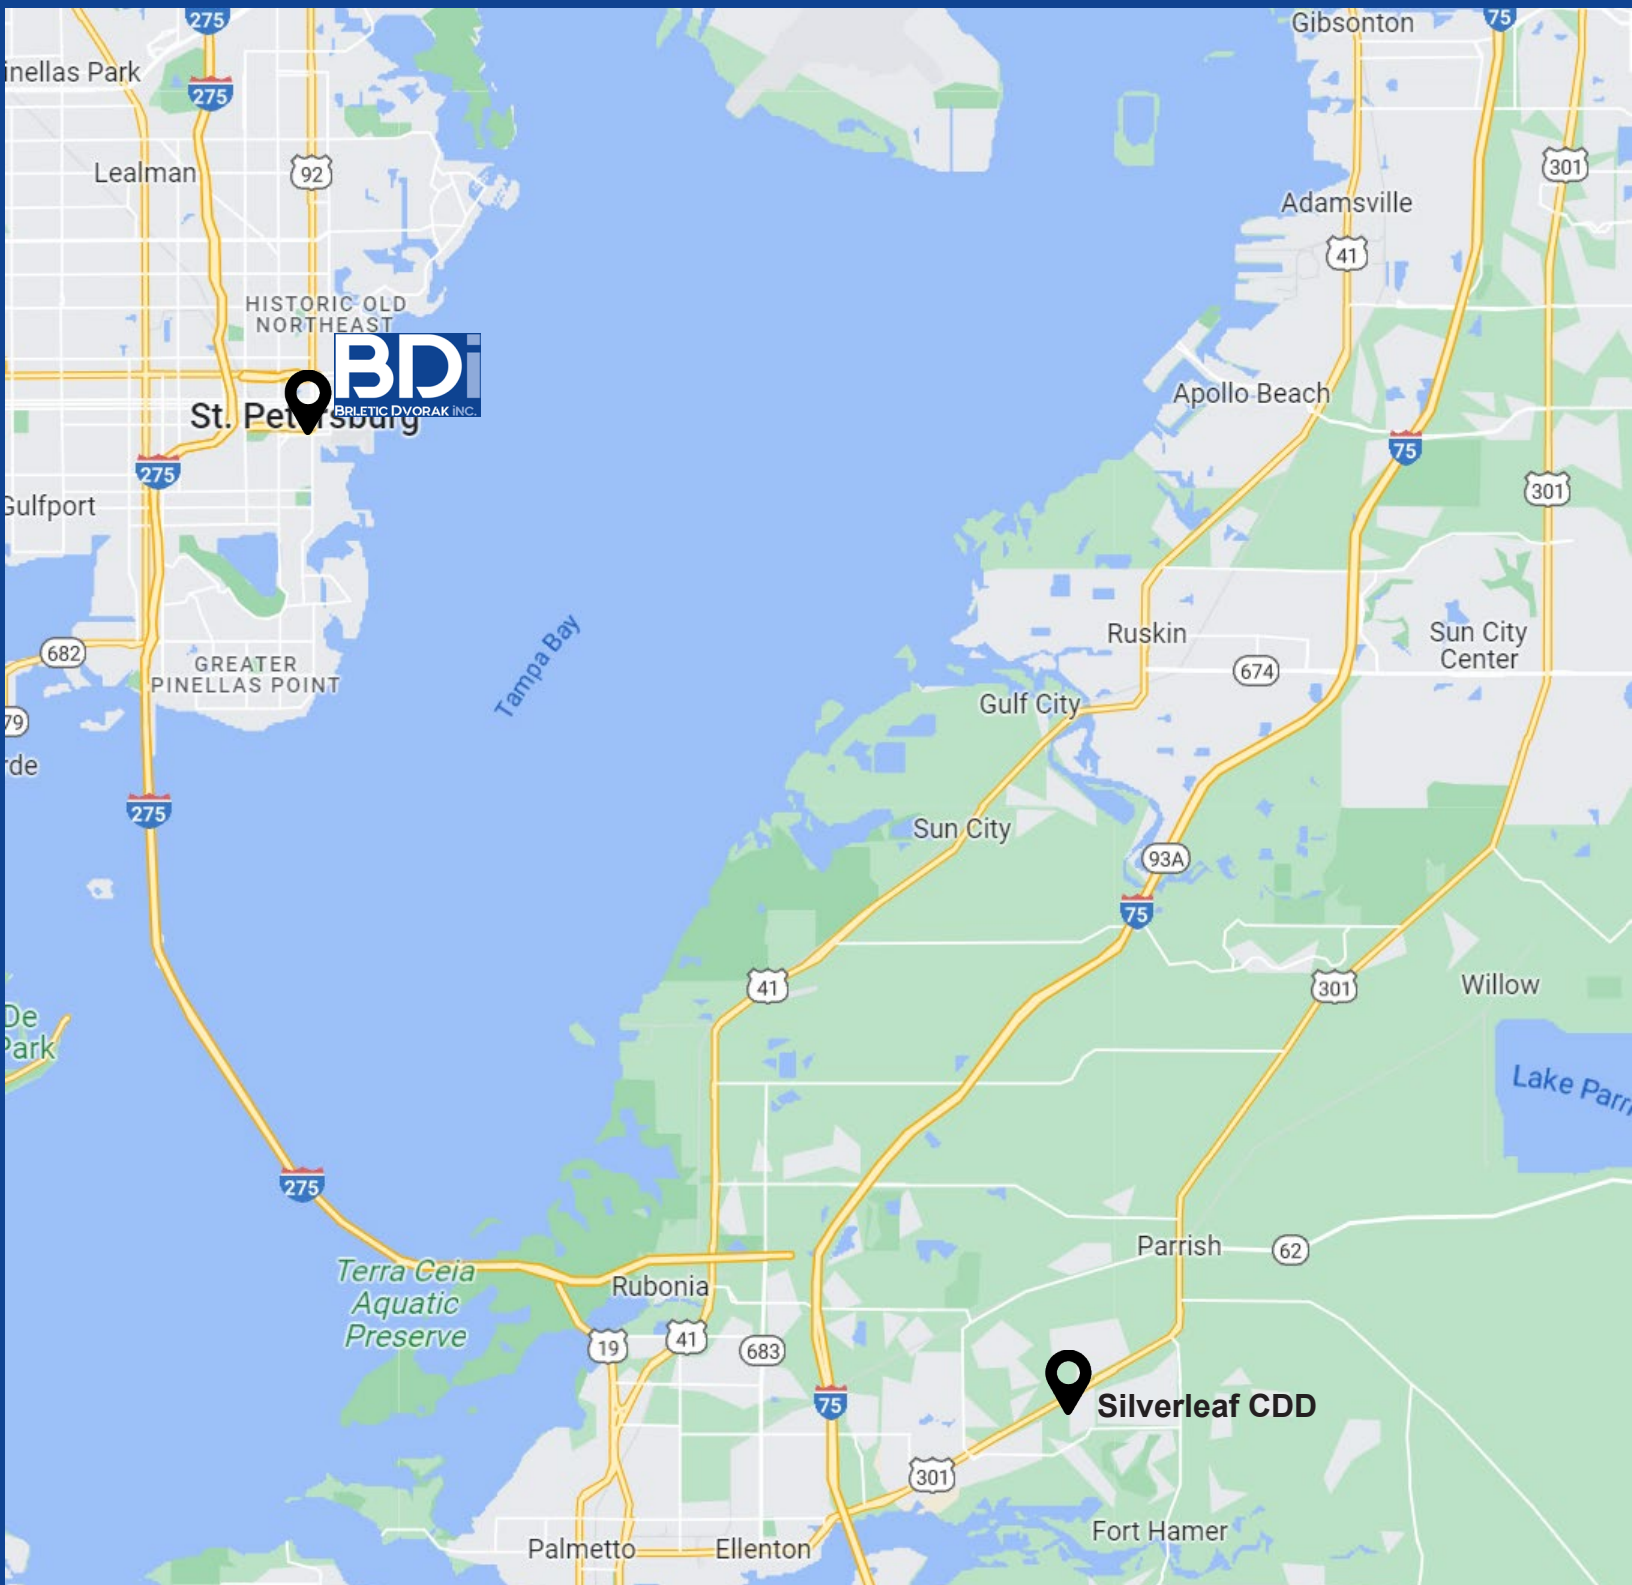 275
75
Gibsonton
inellas Park
275
Lealman
92
301
Adamsville
41
HISTORIC OLD
NORTHEAST
BDi
BRLETIC DVORAK INC.
St. Petersburg
Apollo Beach
75
275
301
Gulfport
Tampa Bay
Ruskin
Sun City
Center
682
GREATER
PINELLAS POINT
674
Gulf City
79
rde
275
Sun City
93A
75
41
301
Willow
De
Park
Lake Parri
275
Parrish
62
Terra Ceia
Aquatic
Preserve
Rubonia
19
41
683
75
Silverleaf CDD
301
Fort Hamer
Palmetto
Ellenton